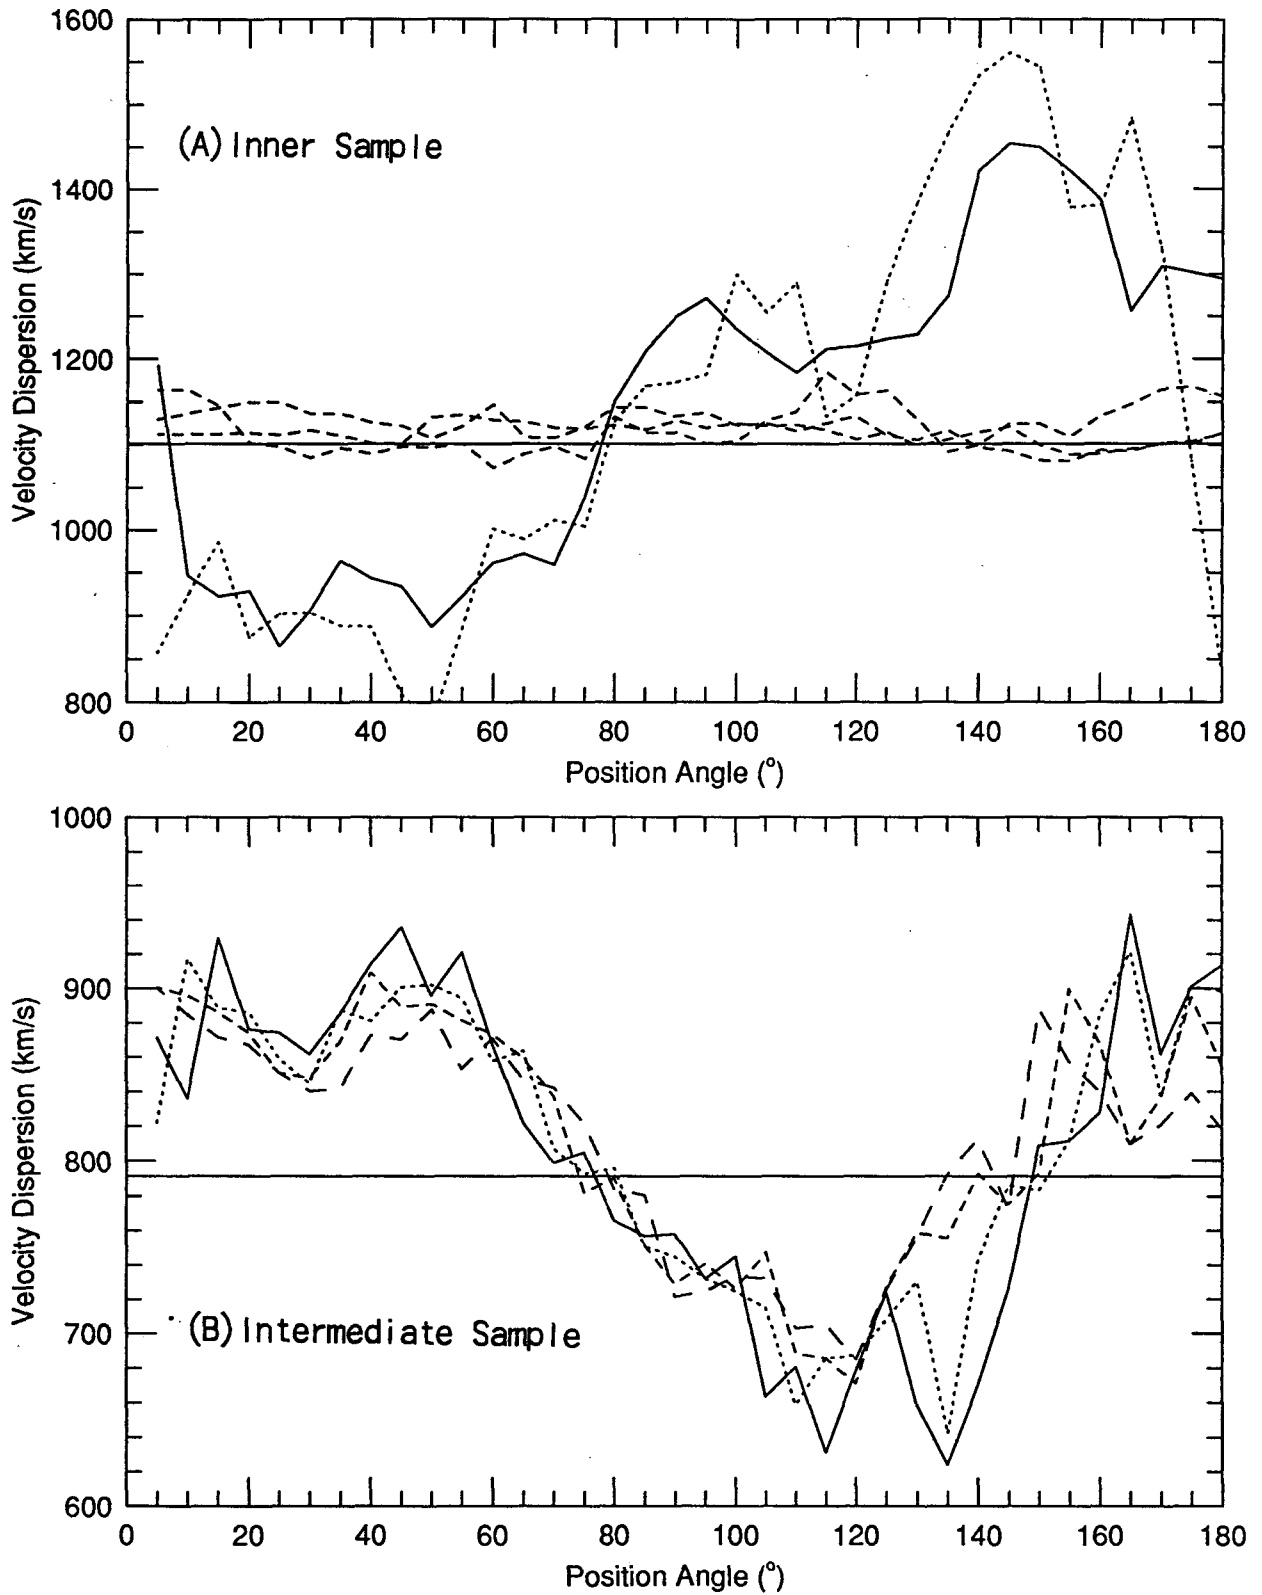 1600
1400
1200
1000
800
Velocity Dispersion (km/s)
(A) Inner Sample
0 20 40 60 80 100 120 140 160 180
Position Angle (°)
1000
900
800
700
600
Velocity Dispersion (km/s)
(B) Intermediate Sample
0 20 40 60 80 100 120 140 160 180
Position Angle (°)